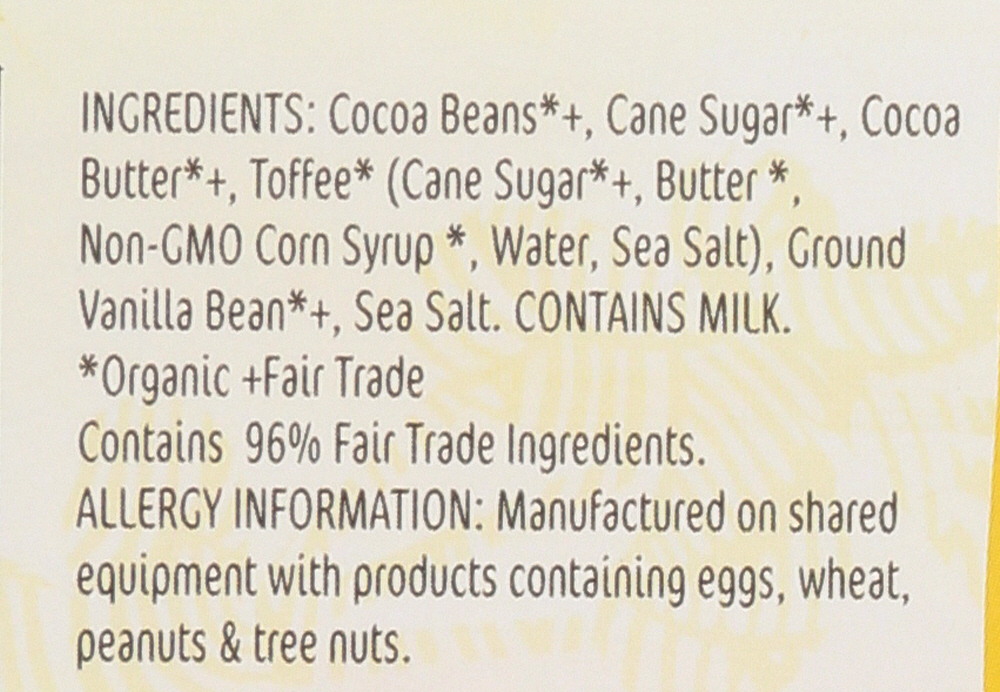 INGREDIENTS: Cocoa Beans*+, Cane Sugar*+, Cocoa
Butter*+, Toffee* (Cane Sugar*+, Butter *,
Non-GMO Corn Syrup *, Water, Sea Salt), Ground
Vanilla Bean*+, Sea Salt. CONTAINS MILK.
*Organic +Fair Trade
Contains 96% Fair Trade Ingredients.
ALLERGY INFORMATION: Manufactured on shared
equipment with products containing eggs, wheat,
peanuts & tree nuts.